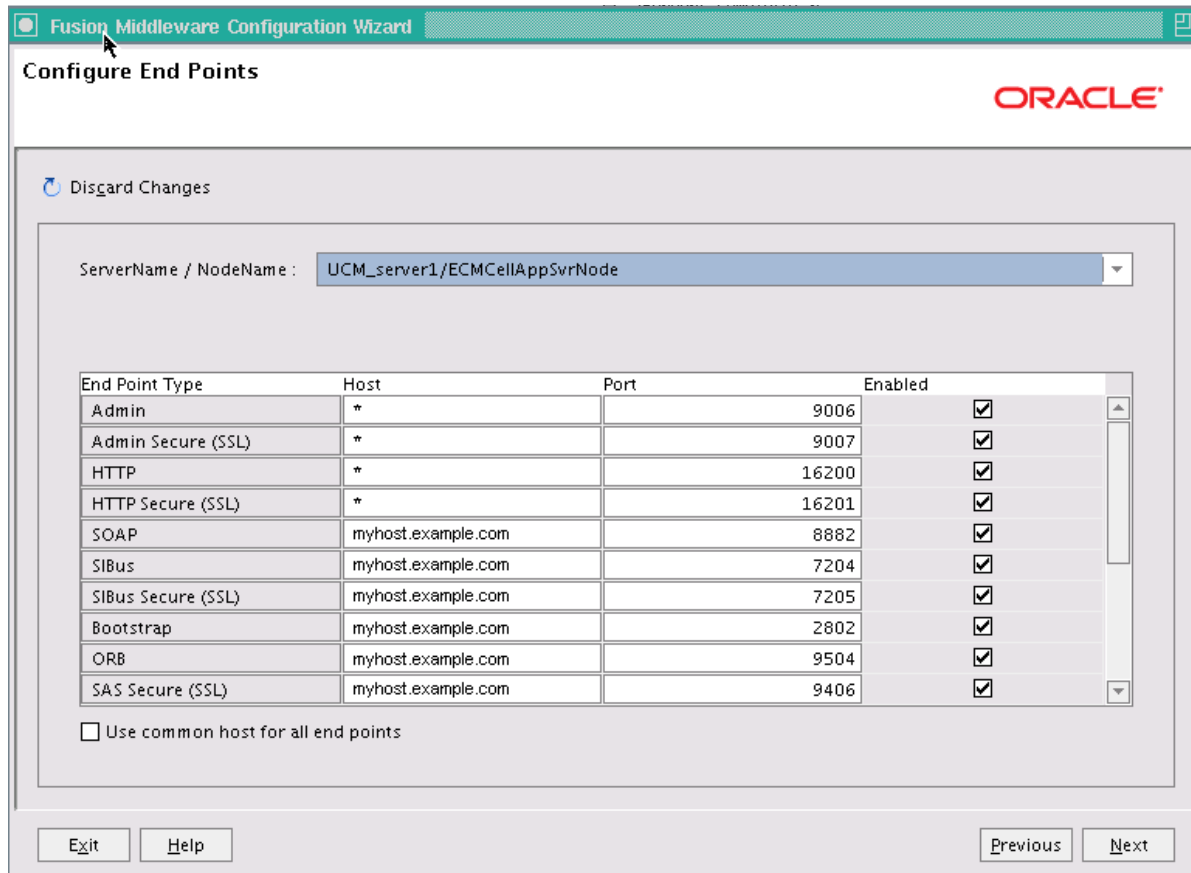 Fusion Middleware Configuration Wizard
Configure End Points
ORACLE
Discard Changes
ServerName / NodeName : UCM_server1/ECMCellAppSvrNode
End Point Type Host Port Enabled
Admin * 9006
Admin Secure (SSL) * 9007
HTTP * 16200
HTTP Secure (SSL) * 16201
SOAP myhost.example.com 8882
SIBus myhost.example.com 7204
SIBus Secure (SSL) myhost.example.com 7205
Bootstrap myhost.example.com 2802
ORB myhost.example.com 9504
SAS Secure (SSL) myhost.example.com 9406
Use common host for all end points
Exit Help Previous Next